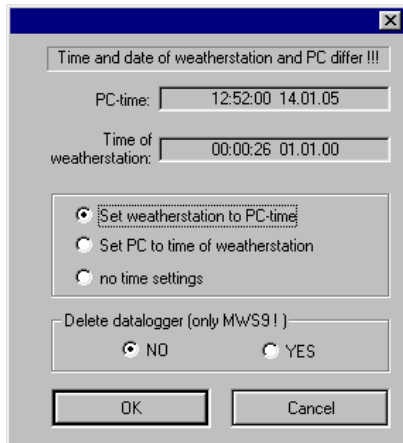 Time and date of weatherstation and PC differ !!!
PC-time: 12:52:00 14.01.05
Time of
weatherstation: 00:00:26 01.01.00
Set weatherstation to PC-time
Set PC to time of weatherstation
no time settings
Delete datalogger (only MWS9 ! )
NO YES
OK Cancel